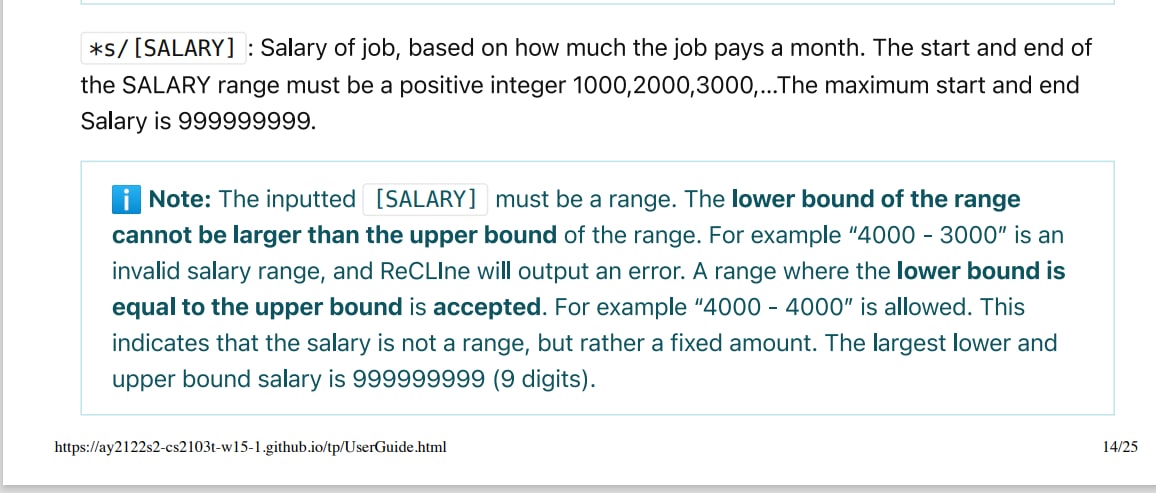 *s/[SALARY] : Salary of job, based on how much the job pays a month. The start and end of
the SALARY range must be a positive integer 1000,2000,3000,...The maximum start and end
Salary is 999999999.
i Note: The inputted [SALARY] must be a range. The lower bound of the range
cannot be larger than the upper bound of the range. For example “4000 - 3000” is an
invalid salary range, and ReCLIne will output an error. A range where the lower bound is
equal to the upper bound is accepted. For example “4000 - 4000” is allowed. This
indicates that the salary is not a range, but rather a fixed amount. The largest lower and
upper bound salary is 999999999 (9 digits).
https://ay2122s2-cs2103t-w15-1.github.io/tp/UserGuide.html 14/25